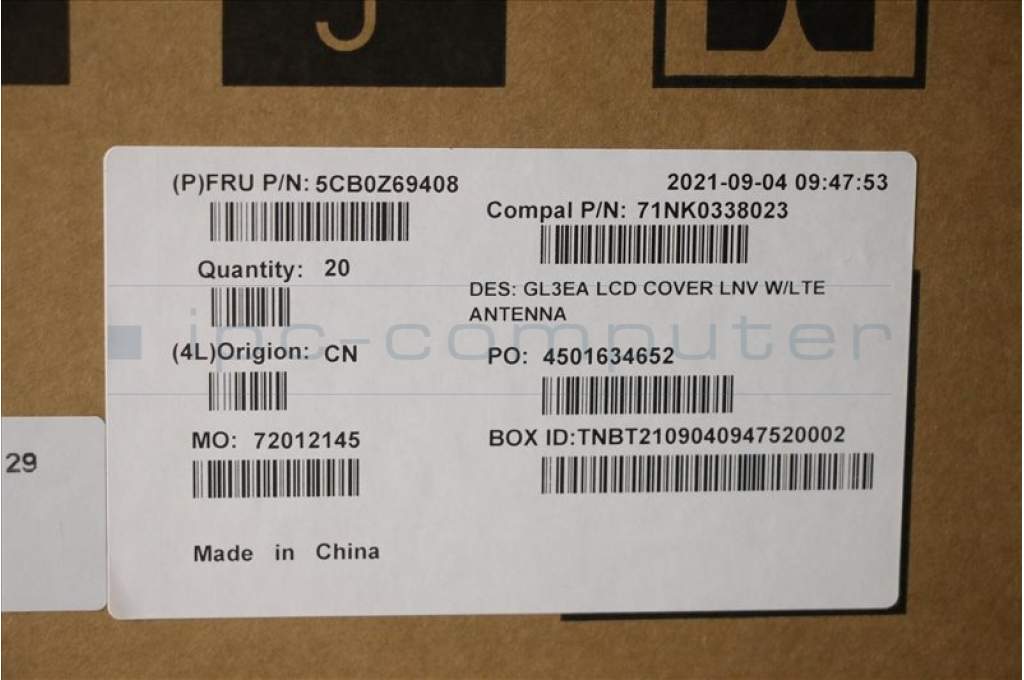 (P)FRU P/N: 5CB0Z69408
2021-09-04 09:47:53
Compal P/N: 71NK0338023
Quantity: 20
DES: GL3EA LCD COVER LNV W/LTE
ANTENNA
ipc-computer
(4L)Origion: CN
PO: 4501634652
MO: 72012145
BOX ID:TNBT2109040947520002
29
Made in China